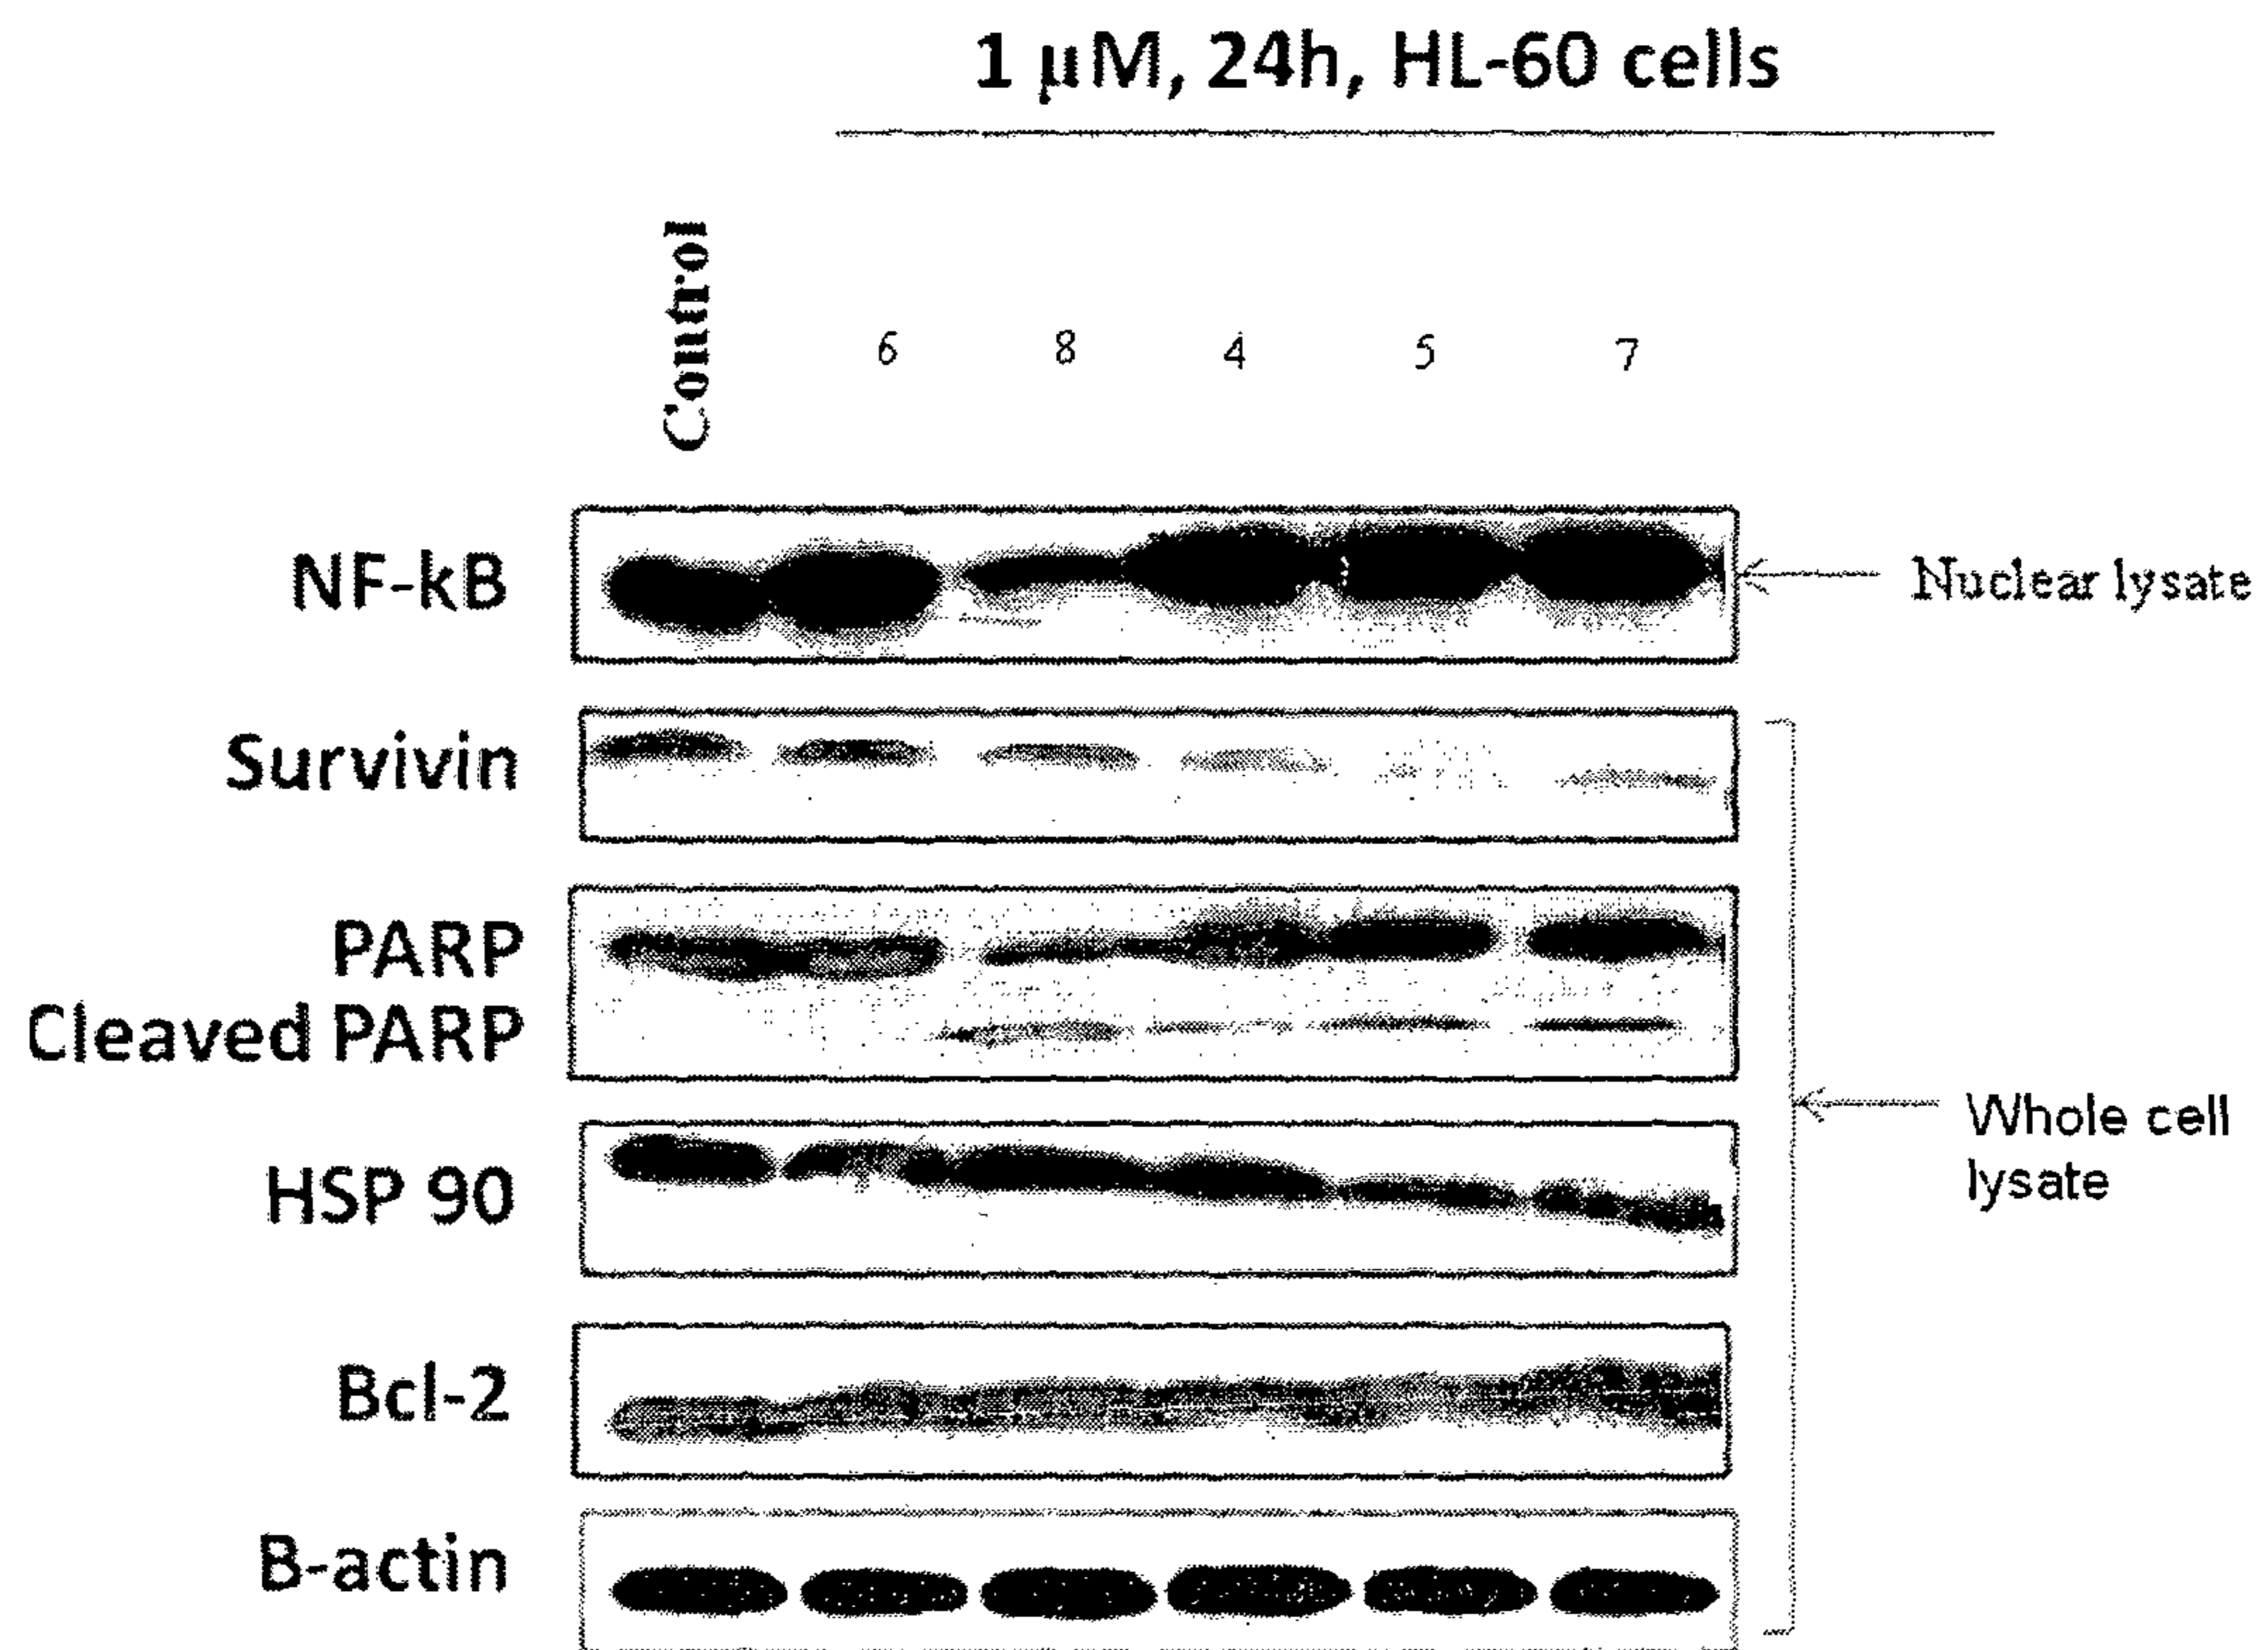 1 µM, 24h, HL-60 cells
Control
6 8 4 5 7
NF-kB
Nuclear lysate
Survivin
PARP
Cleaved PARP
Whole cell
lysate
HSP 90
Bcl-2
B-actin